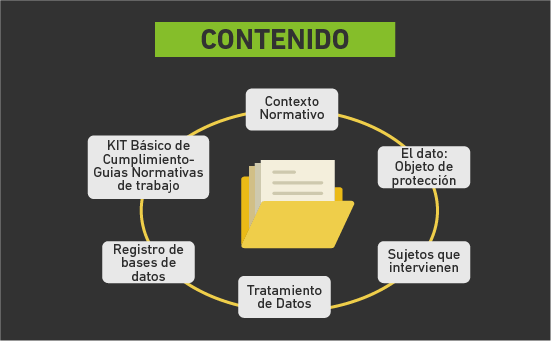 CONTENIDO
Contexto
Normativo
El dato:
Objeto de
protección
Sujetos que
intervienen
Tratamiento
de Datos
Registro de
bases de
datos
KIT Básico de
Cumplimiento-
Guias Normativas
de trabajo